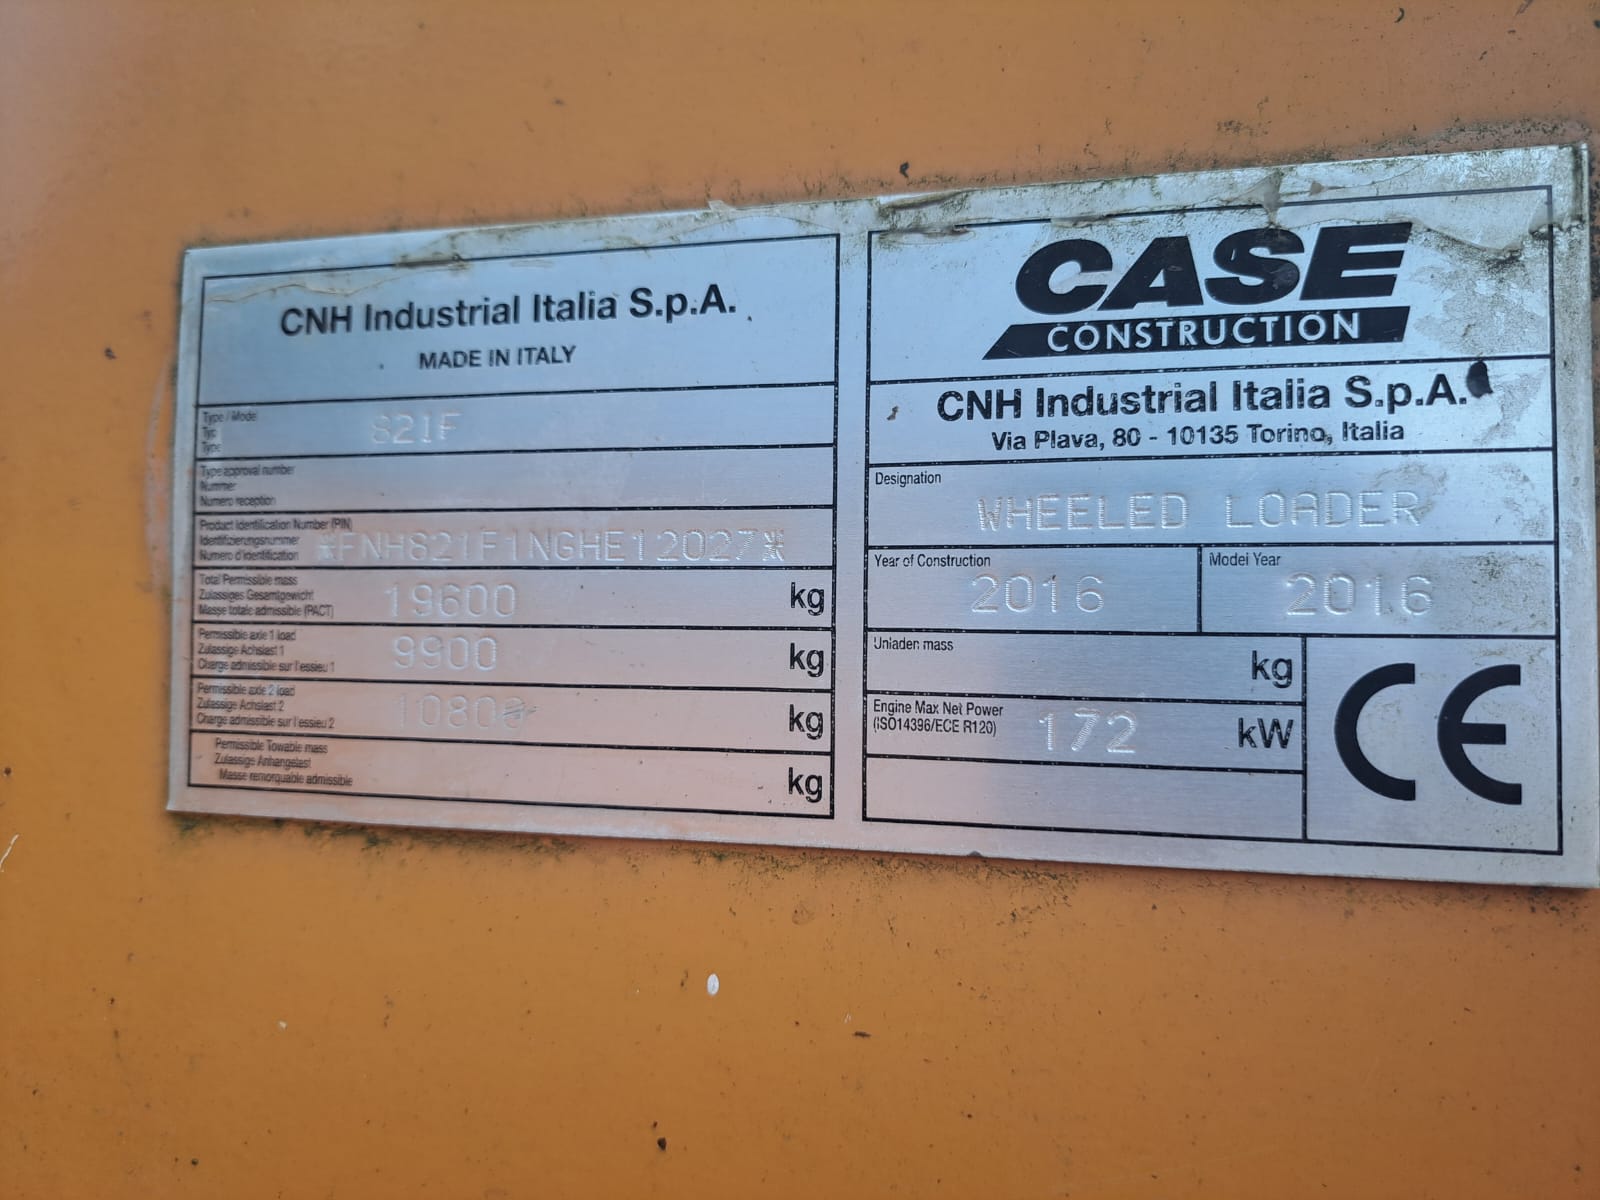 CNH Industrial Italia S.p.A.
MADE IN ITALY
Type / Model
Typ
Type
821F
Type approval number
Nummer
Numero reception
Product Identification Number (PIN)
Identifizierungsnummer
Numero d'identification
*FNH821F1NGHE12027*
Total Permissible mass
Zulassiges Gesamtgewicht
Masse totale admissible (PACT)
19600 kg
Permissible axle 1 load
Zulassige Achslast 1
Charge admissible sur l'essieu 1
9900 kg
Permissible axle 2 load
Zulassige Achslast 2
Charge admissible sur l'essieu 2
10800 kg
Permissible Towable mass
Zulassige Anhangelast
Masse remorquable admissible
kg
CASE
CONSTRUCTION
CNH Industrial Italia S.p.A.
Via Plava, 80 - 10135 Torino, Italia
Designation
WHEELED LOADER
Year of Construction
2016
Model Year
2016
Unladen mass
kg
Engine Max Net Power
(ISO14396/ECE R120)
172 kW
CE